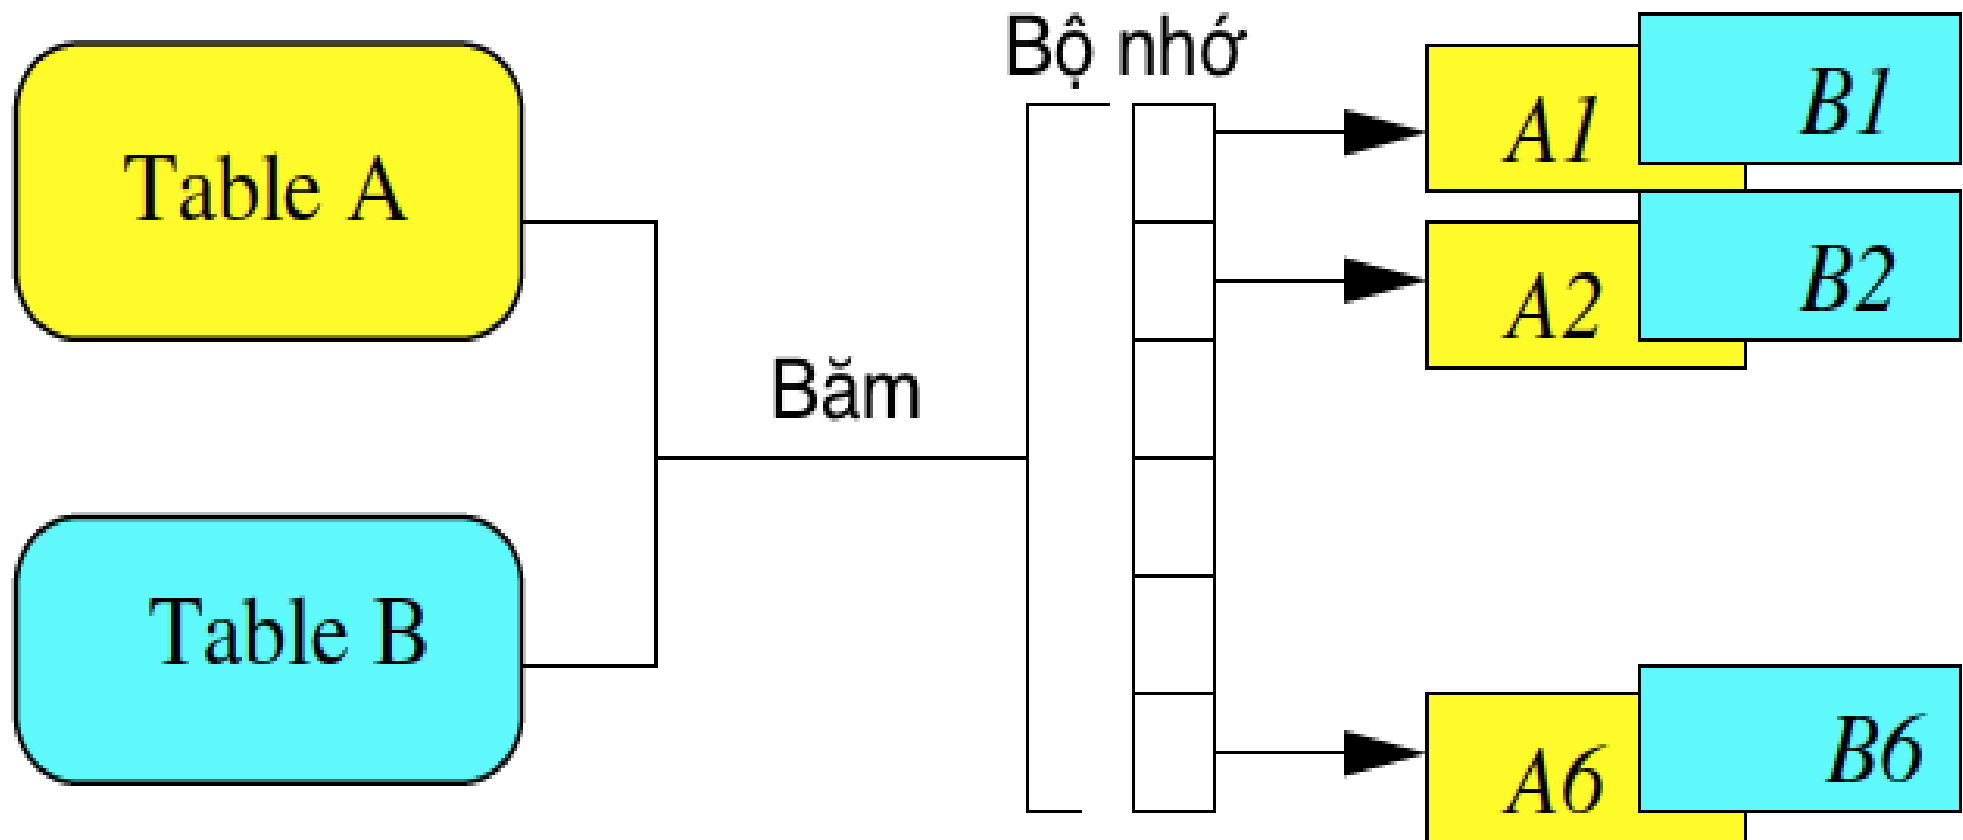 Bộ nhớ
Table A
A1
B1
A2
B2
Băm
Table B
A6
B6